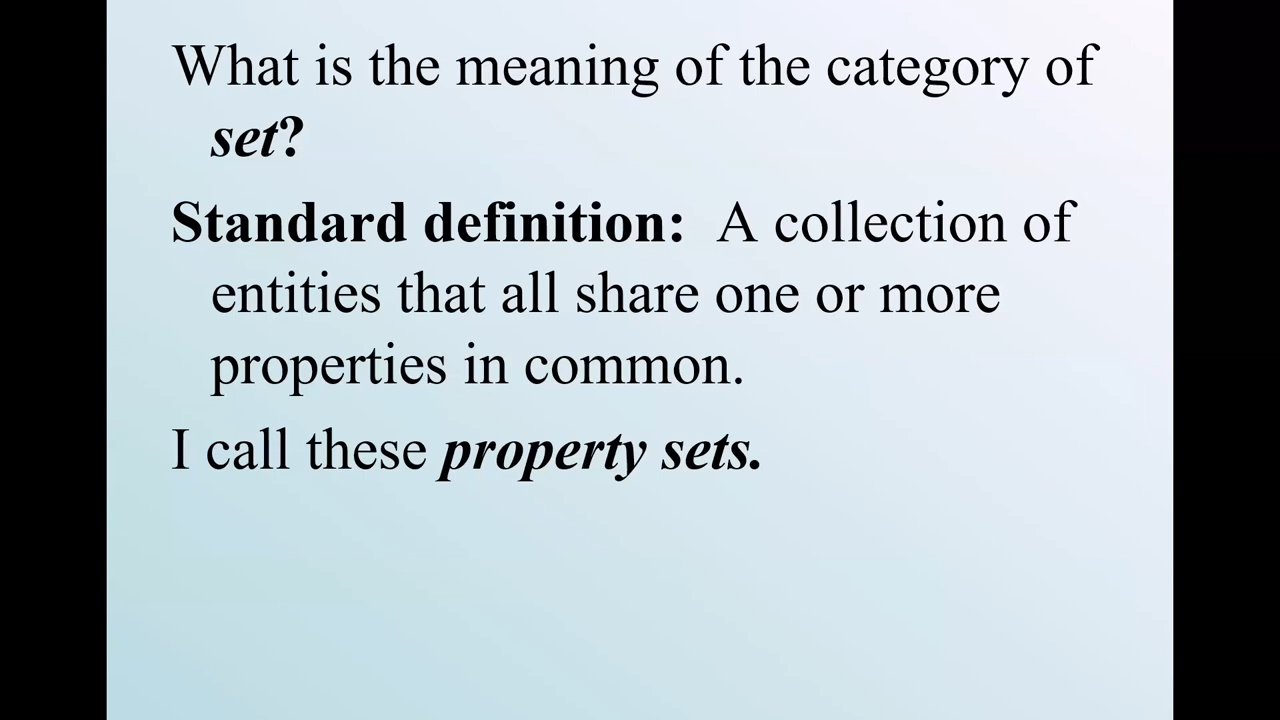 What is the meaning of the category of
set?
Standard definition: A collection of
entities that all share one or more
properties in common.
I call these property sets.